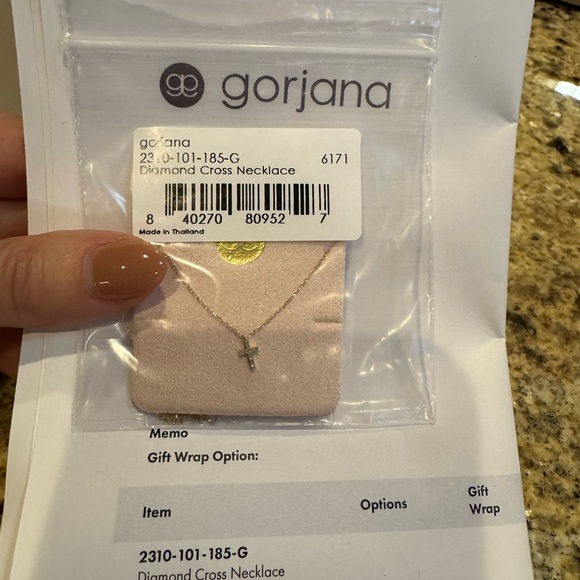 gorjana
gorjana
2310-101-185-G 6171
Diamond Cross Necklace
8 40270 80952 7
Made in Thailand
Memo
Gift Wrap Option:
Item Options Gift Wrap
2310-101-185-G
Diamond Cross Necklace